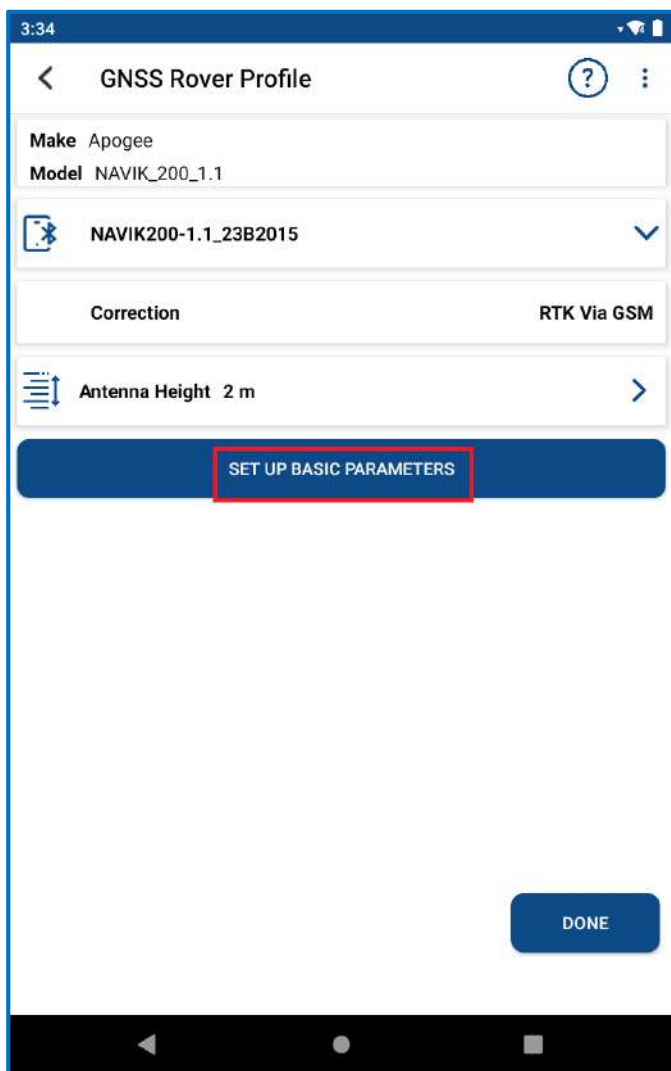 3:34
GNSS Rover Profile
?
Make Apogee
Model NAVIK_200_1.1
NAVIK200-1.1_23B2015
Correction RTK Via GSM
Antenna Height 2 m
SET UP BASIC PARAMETERS
DONE